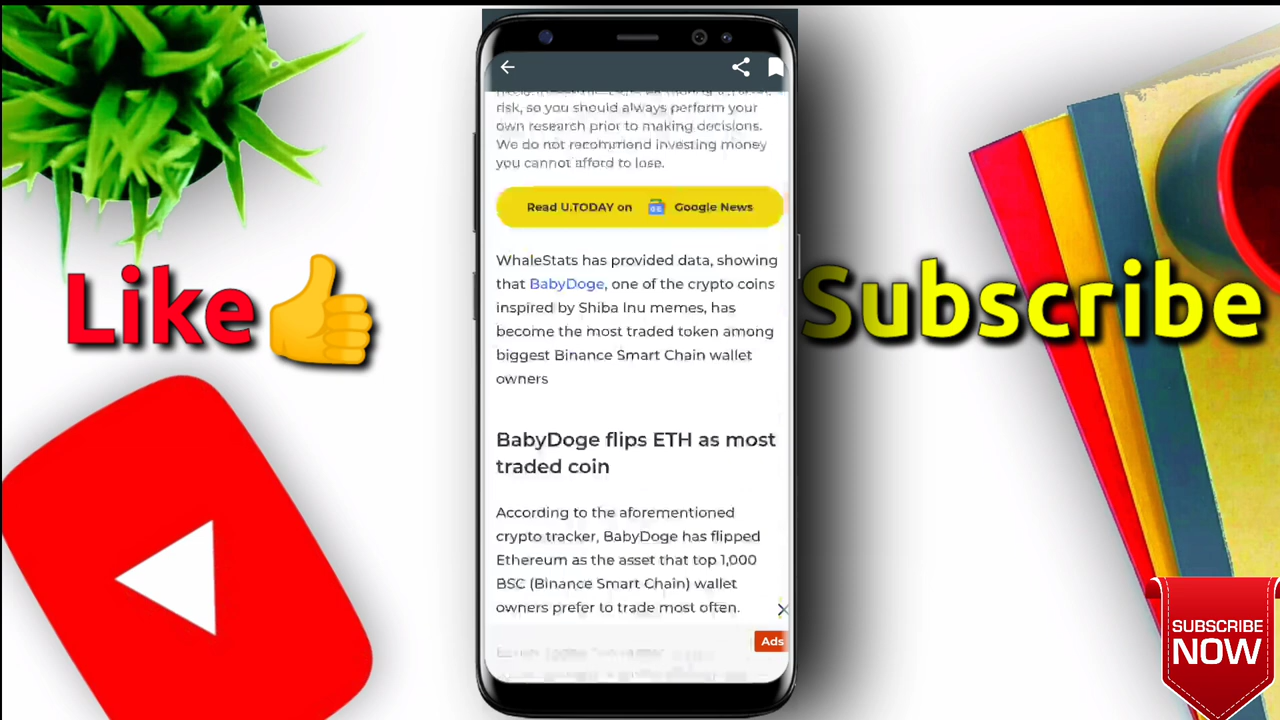 risk, so you should always perform your
own research prior to making decisions.
We do not recommend investing money
you cannot afford to lose.
Read U.TODAY on Google News
WhaleStats has provided data, showing
that BabyDoge, one of the crypto coins
inspired by Shiba Inu memes, has
become the most traded token among
biggest Binance Smart Chain wallet
owners
BabyDoge flips ETH as most
traded coin
According to the aforementioned
crypto tracker, BabyDoge has flipped
Ethereum as the asset that top 1,000
BSC (Binance Smart Chain) wallet
owners prefer to trade most often.
Ads
Like
Subscribe
SUBSCRIBE
NOW